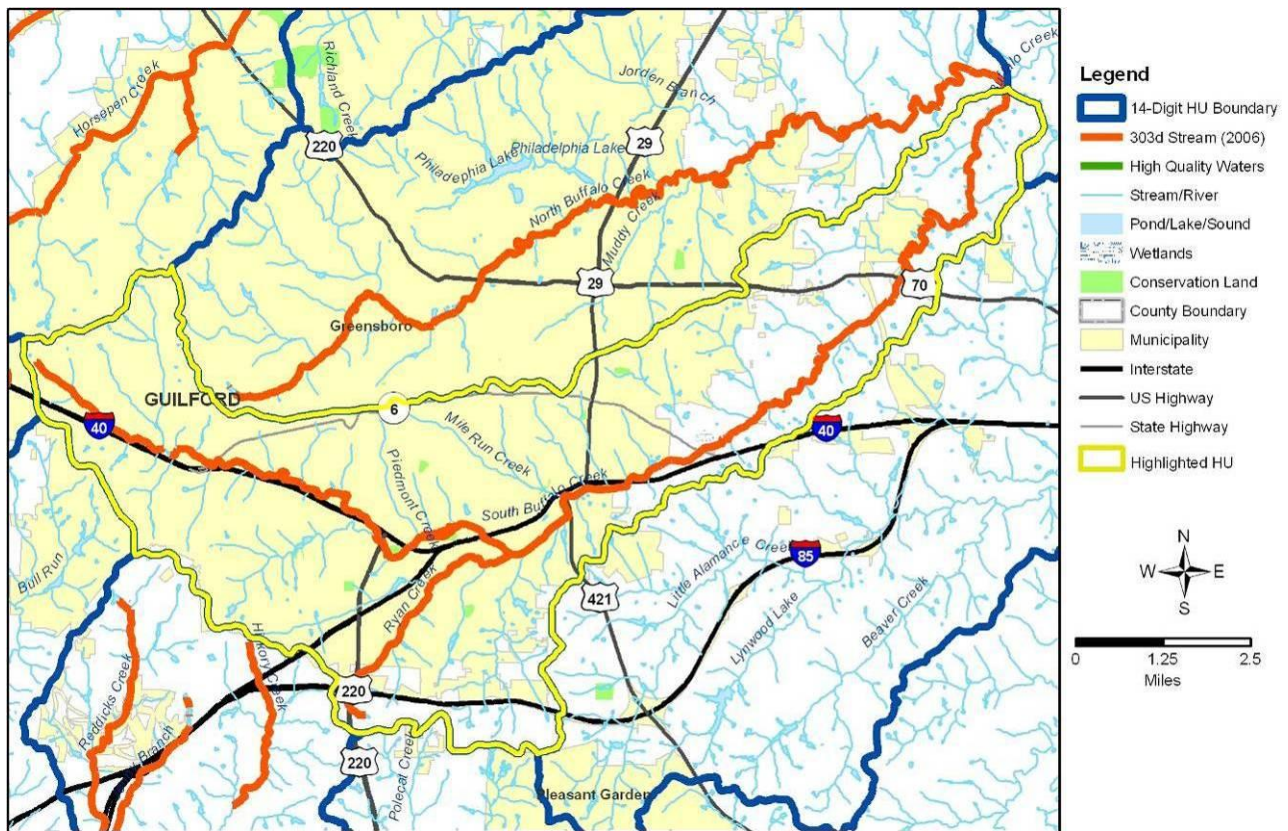 Horsepen Creek
Richland Creek
220
Jorden Branch
29
Philadephia Lake
Philadelphia Lake
North Buffalo Creek
Muddy Creek
alo Creek
29
70
Greensboro
GUILFORD
6
40
40
Mile Run Creek
Piedmont Creek
South Buffalo Creek
Bull Run
Ryan Creek
421
Little Alamance Creek
85
Lynwood Lake
Beaver Creek
Hickory Creek
Reddicks Creek
Branch
220
220
Polecat Creek
Pleasant Garden
Legend
14-Digit HU Boundary
303d Stream (2006)
High Quality Waters
Stream/River
Pond/Lake/Sound
Wetlands
Conservation Land
County Boundary
Municipality
Interstate
US Highway
State Highway
Highlighted HU
N
W E
S
0 1.25 2.5
Miles